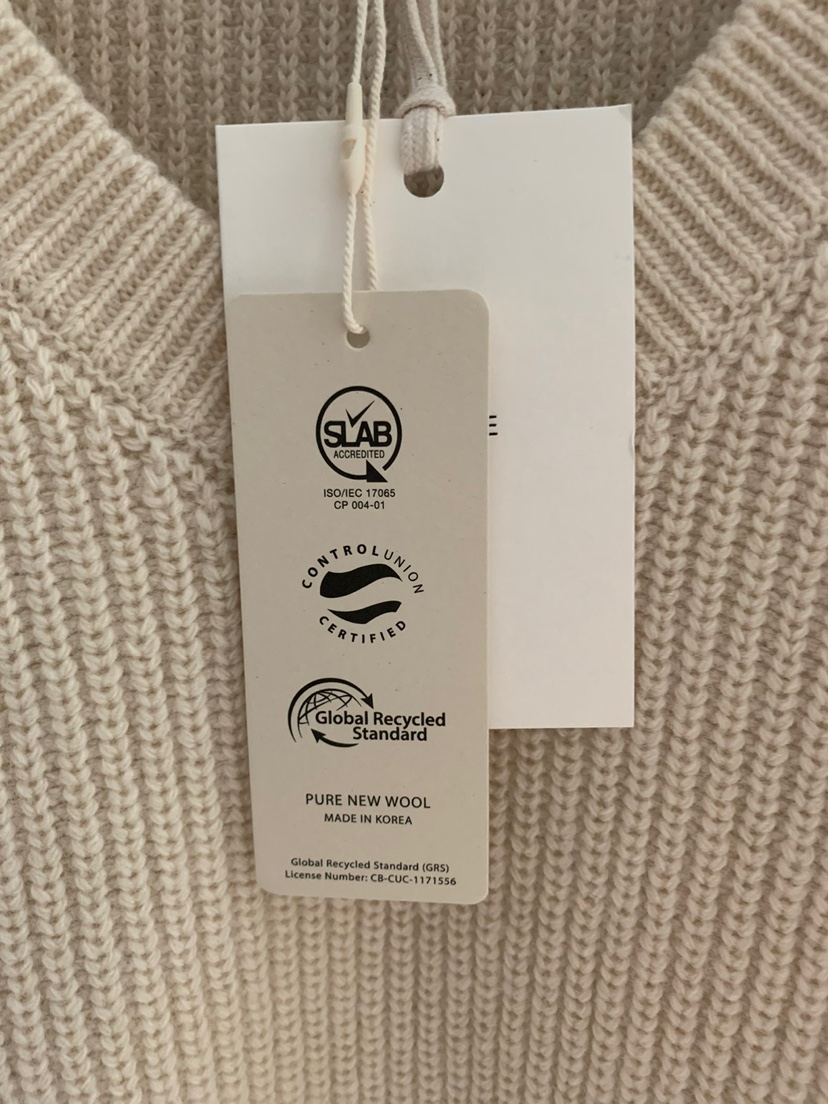 SLAB
ACCREDITED
ISO/IEC 17065
CP 004-01
CONTROLUNION
CERTIFIED
Global Recycled
Standard
PURE NEW WOOL
MADE IN KOREA
Global Recycled Standard (GRS)
License Number: CB-CUC-1171556
E